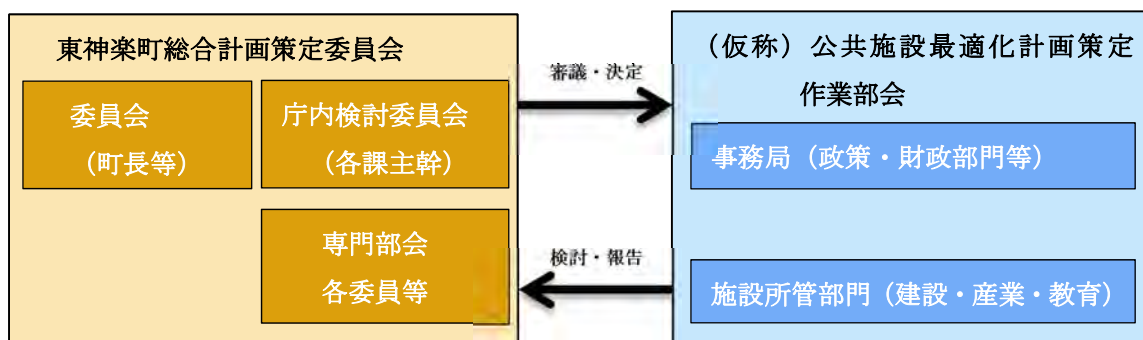 東神楽町総合計画策定委員会
委員会
（町長等）
庁内検討委員会
（各課主幹）
専門部会
各委員等
審議・決定
検討・報告
（仮称）公共施設最適化計画策定
作業部会
事務局（政策・財政部門等）
施設所管部門（建設・産業・教育）